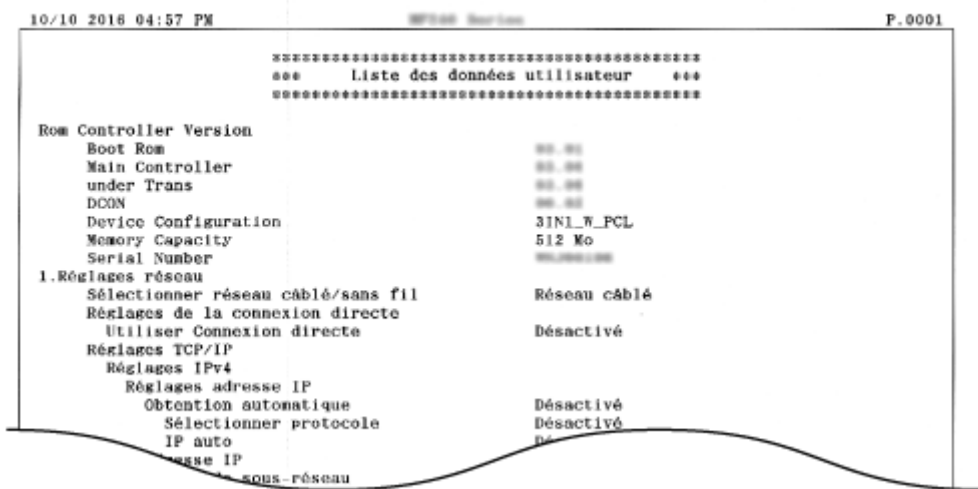 10/10 2016 04:57 PM P.0001
********************************************
*** Liste des données utilisateur ***
********************************************
Rom Controller Version
Boot Rom
Main Controller
under Trans
DCON
Device Configuration 3IN1_W_PCL
Memory Capacity 512 Mo
Serial Number
1.Réglages réseau
Sélectionner réseau câblé/sans fil Réseau câblé
Réglages de la connexion directe
Utiliser Connexion directe Désactivé
Réglages TCP/IP
Réglages IPv4
Réglages adresse IP
Obtention automatique Désactivé
Sélectionner protocole Désactivé
IP auto
IP
sous-réseau